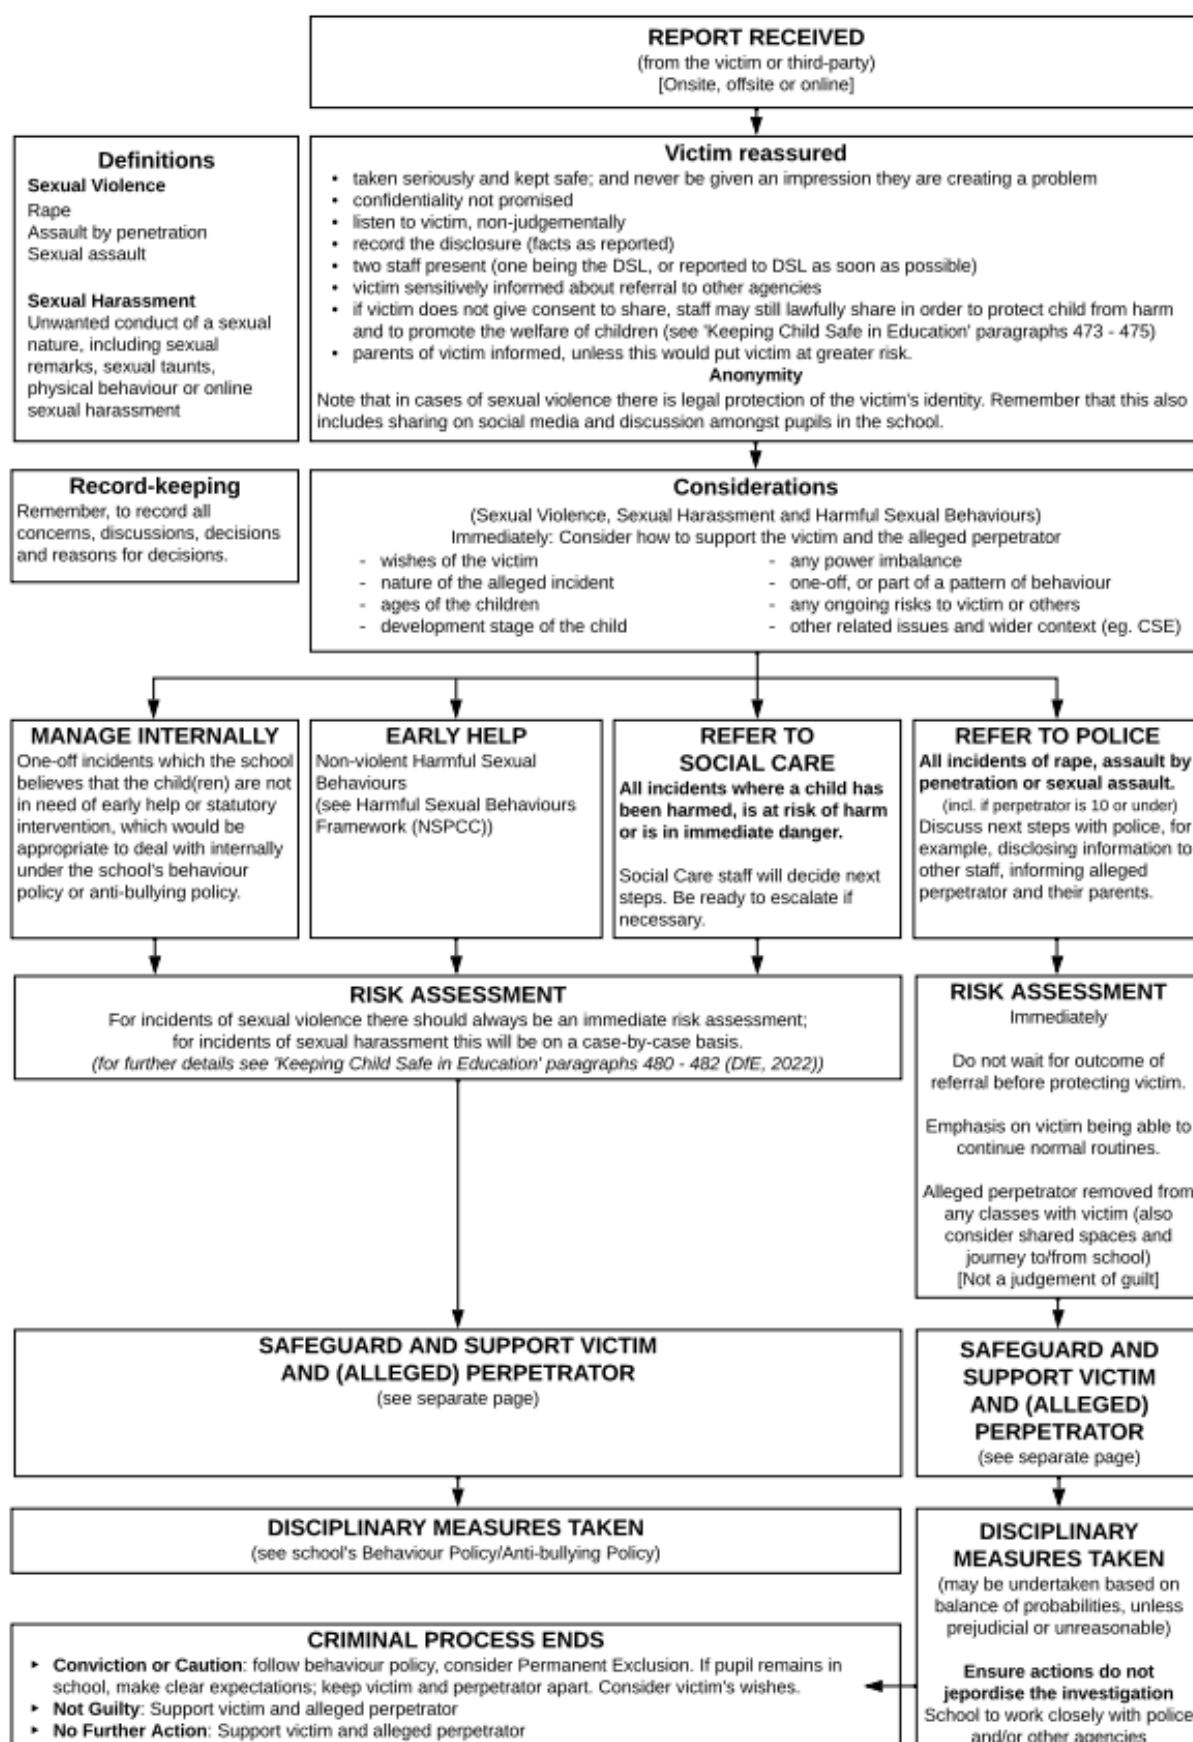 REPORT RECEIVED
(from the victim or third-party)
[Onsite, offsite or online]
Definitions
Sexual Violence
Rape
Assault by penetration
Sexual assault
Sexual Harassment
Unwanted conduct of a sexual
nature, including sexual
remarks, sexual taunts,
physical behaviour or online
sexual harassment
Victim reassured
• taken seriously and kept safe; and never be given an impression they are creating a problem
• confidentiality not promised
• listen to victim, non-judgementally
• record the disclosure (facts as reported)
• two staff present (one being the DSL, or reported to DSL as soon as possible)
• victim sensitively informed about referral to other agencies
• if victim does not give consent to share, staff may still lawfully share in order to protect child from harm
and to promote the welfare of children (see 'Keeping Child Safe in Education' paragraphs 473 - 475)
• parents of victim informed, unless this would put victim at greater risk.
Anonymity
Note that in cases of sexual violence there is legal protection of the victim's identity. Remember that this also
includes sharing on social media and discussion amongst pupils in the school.
Record-keeping
Remember, to record all
concerns, discussions, decisions
and reasons for decisions.
Considerations
(Sexual Violence, Sexual Harassment and Harmful Sexual Behaviours)
Immediately: Consider how to support the victim and the alleged perpetrator
- wishes of the victim
- nature of the alleged incident
- ages of the children
- development stage of the child
- any power imbalance
- one-off, or part of a pattern of behaviour
- any ongoing risks to victim or others
- other related issues and wider context (eg. CSE)
MANAGE INTERNALLY
One-off incidents which the school
believes that the child(ren) are not
in need of early help or statutory
intervention, which would be
appropriate to deal with internally
under the school's behaviour
policy or anti-bullying policy.
EARLY HELP
Non-violent Harmful Sexual
Behaviours
(see Harmful Sexual Behaviours
Framework (NSPCC))
REFER TO
SOCIAL CARE
All incidents where a child has
been harmed, is at risk of harm
or is in immediate danger.
Social Care staff will decide next
steps. Be ready to escalate if
necessary.
REFER TO POLICE
All incidents of rape, assault by
penetration or sexual assault.
(incl. if perpetrator is 10 or under)
Discuss next steps with police, for
example, disclosing information to
other staff, informing alleged
perpetrator and their parents.
RISK ASSESSMENT
For incidents of sexual violence there should always be an immediate risk assessment;
for incidents of sexual harassment this will be on a case-by-case basis.
(for further details see 'Keeping Child Safe in Education' paragraphs 480 - 482 (DfE, 2022))
RISK ASSESSMENT
Immediately
Do not wait for outcome of
referral before protecting victim.
Emphasis on victim being able to
continue normal routines.
Alleged perpetrator removed from
any classes with victim (also
consider shared spaces and
journey to/from school)
[Not a judgement of guilt]
SAFEGUARD AND SUPPORT VICTIM
AND (ALLEGED) PERPETRATOR
(see separate page)
SAFEGUARD AND
SUPPORT VICTIM
AND (ALLEGED)
PERPETRATOR
(see separate page)
DISCIPLINARY MEASURES TAKEN
(see school's Behaviour Policy/Anti-bullying Policy)
DISCIPLINARY
MEASURES TAKEN
(may be undertaken based on
balance of probabilities, unless
prejudicial or unreasonable)
Ensure actions do not
jepordise the investigation
School to work closely with police
and/or other agencies
CRIMINAL PROCESS ENDS
▸ Conviction or Caution: follow behaviour policy, consider Permanent Exclusion. If pupil remains in
school, make clear expectations; keep victim and perpetrator apart. Consider victim's wishes.
▸ Not Guilty: Support victim and alleged perpetrator
▸ No Further Action: Support victim and alleged perpetrator